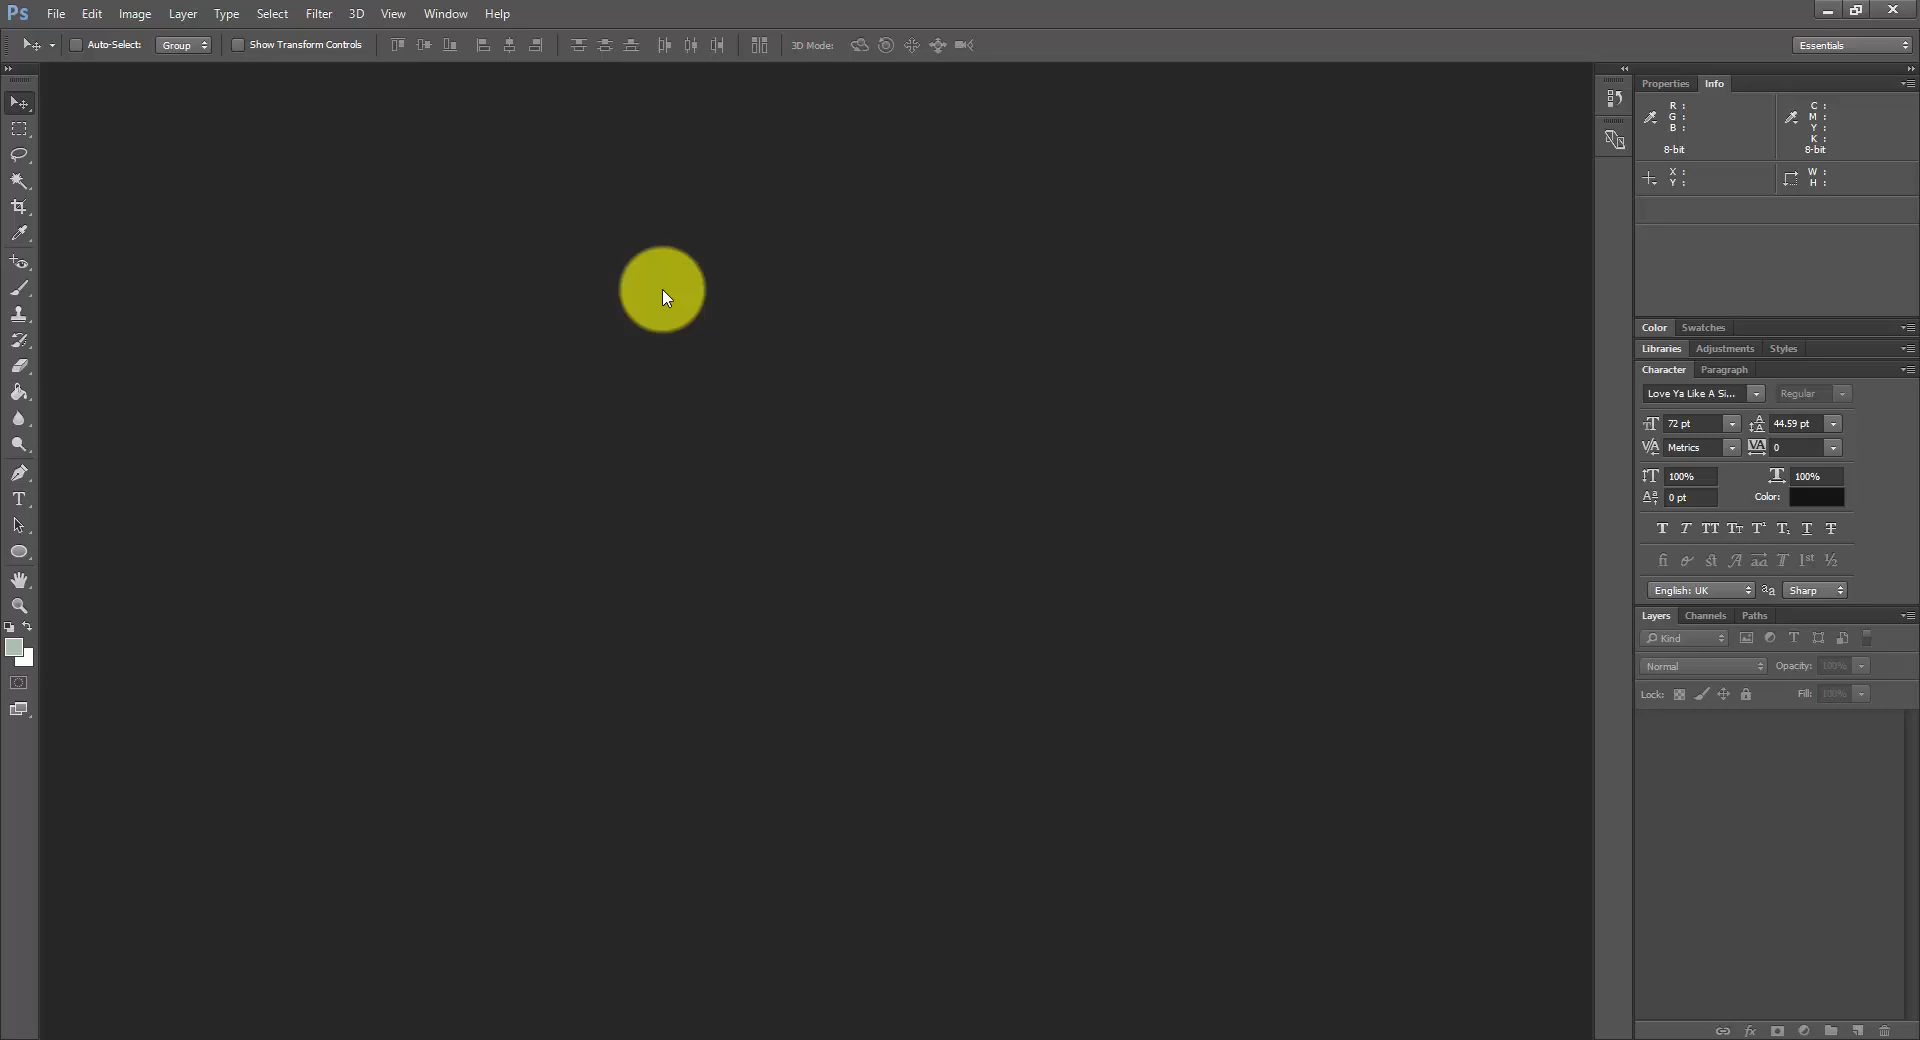 Ps File Edit Image Layer Type Select Filter 3D View Window Help
Auto-Select: Group Show Transform Controls 3D Mode: Essentials
Properties Info
R : C :
G : M :
B : Y :
K :
8-bit 8-bit
X : W :
Y : H :
Color Swatches
Libraries Adjustments Styles
Character Paragraph
Love Ya Like A Si... Regular
72 pt 44.59 pt
Metrics 0
100% 100%
0 pt Color:
English: UK Sharp
Layers Channels Paths
Kind
Normal Opacity: 100%
Lock: Fill: 100%